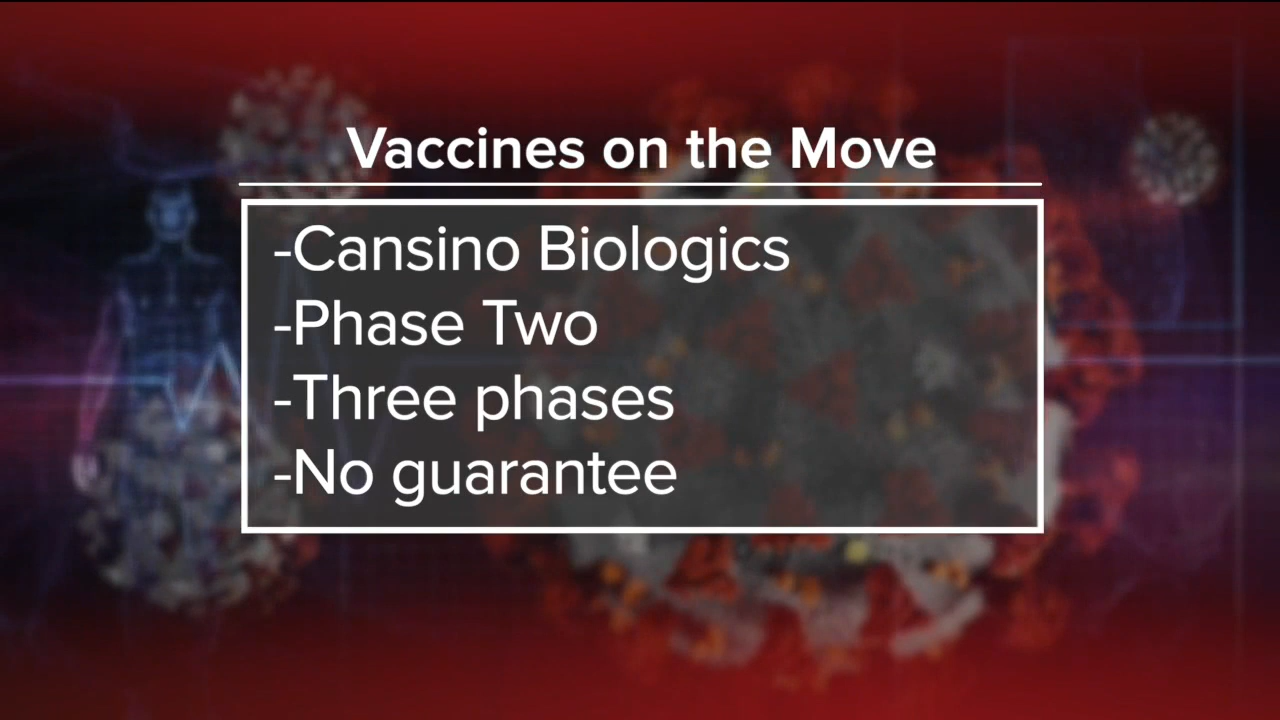 Vaccines on the Move
-Cansino Biologics
-Phase Two
-Three phases
-No guarantee